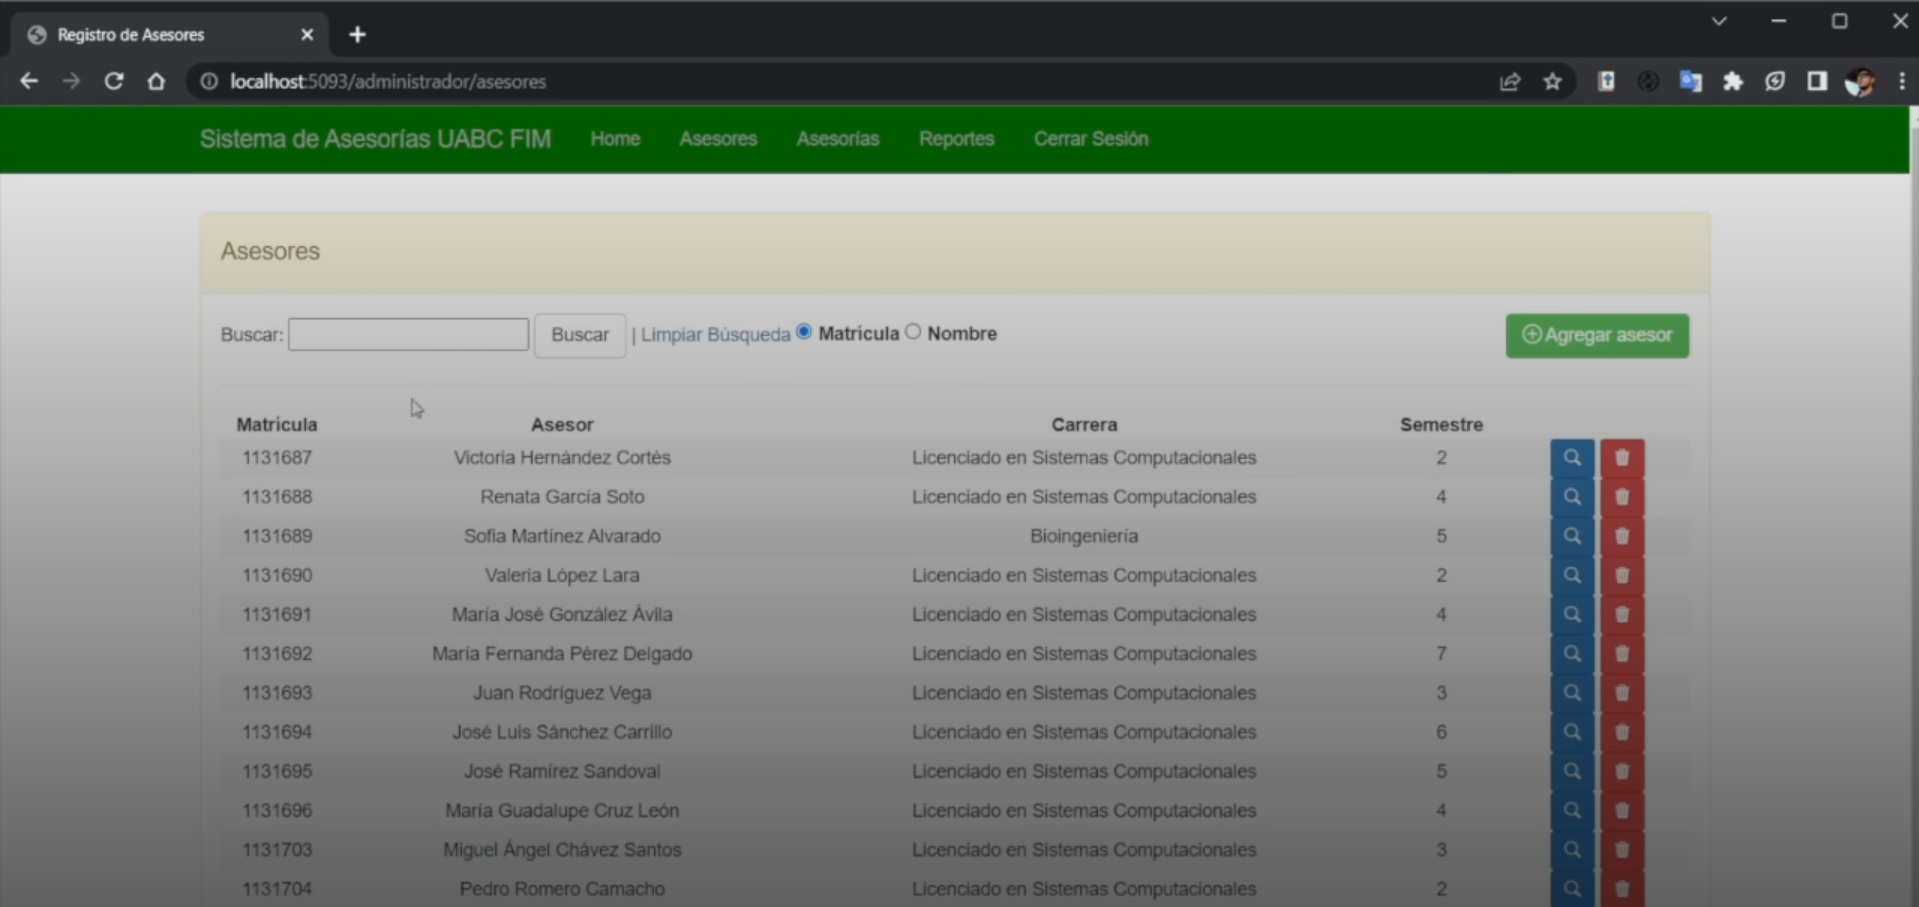 Registro de Asesores
localhost:5093/administrador/asesores
Sistema de Asesorías UABC FIM Home Asesores Asesorías Reportes Cerrar Sesión
Asesores
Buscar: Buscar | Limpiar Búsqueda Matrícula Nombre Agregar asesor
Matrícula Asesor Carrera Semestre
1131687 Victoria Hernández Cortés Licenciado en Sistemas Computacionales 2
1131688 Renata García Soto Licenciado en Sistemas Computacionales 4
1131689 Sofia Martínez Alvarado Bioingeniería 5
1131690 Valeria López Lara Licenciado en Sistemas Computacionales 2
1131691 María José González Ávila Licenciado en Sistemas Computacionales 4
1131692 María Fernanda Pérez Delgado Licenciado en Sistemas Computacionales 7
1131693 Juan Rodríguez Vega Licenciado en Sistemas Computacionales 3
1131694 José Luis Sánchez Carrillo Licenciado en Sistemas Computacionales 6
1131695 José Ramírez Sandoval Licenciado en Sistemas Computacionales 5
1131696 María Guadalupe Cruz León Licenciado en Sistemas Computacionales 4
1131703 Miguel Ángel Chávez Santos Licenciado en Sistemas Computacionales 3
1131704 Pedro Romero Camacho Licenciado en Sistemas Computacionales 2